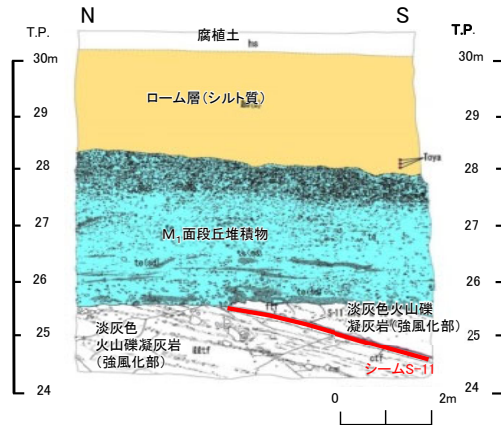 N
S
T.P.
T.P.
腐植土
hs
30m
30m
ローム層(シルト質)
29
29
Toya
28
28
27
27
M₁面段丘堆積物
26
26
S-11
淡灰色火山礫
凝灰岩(強風化部)
淡灰色
火山礫凝灰岩
(強風化部)
25
25
シームS-11
24
24
0
2m